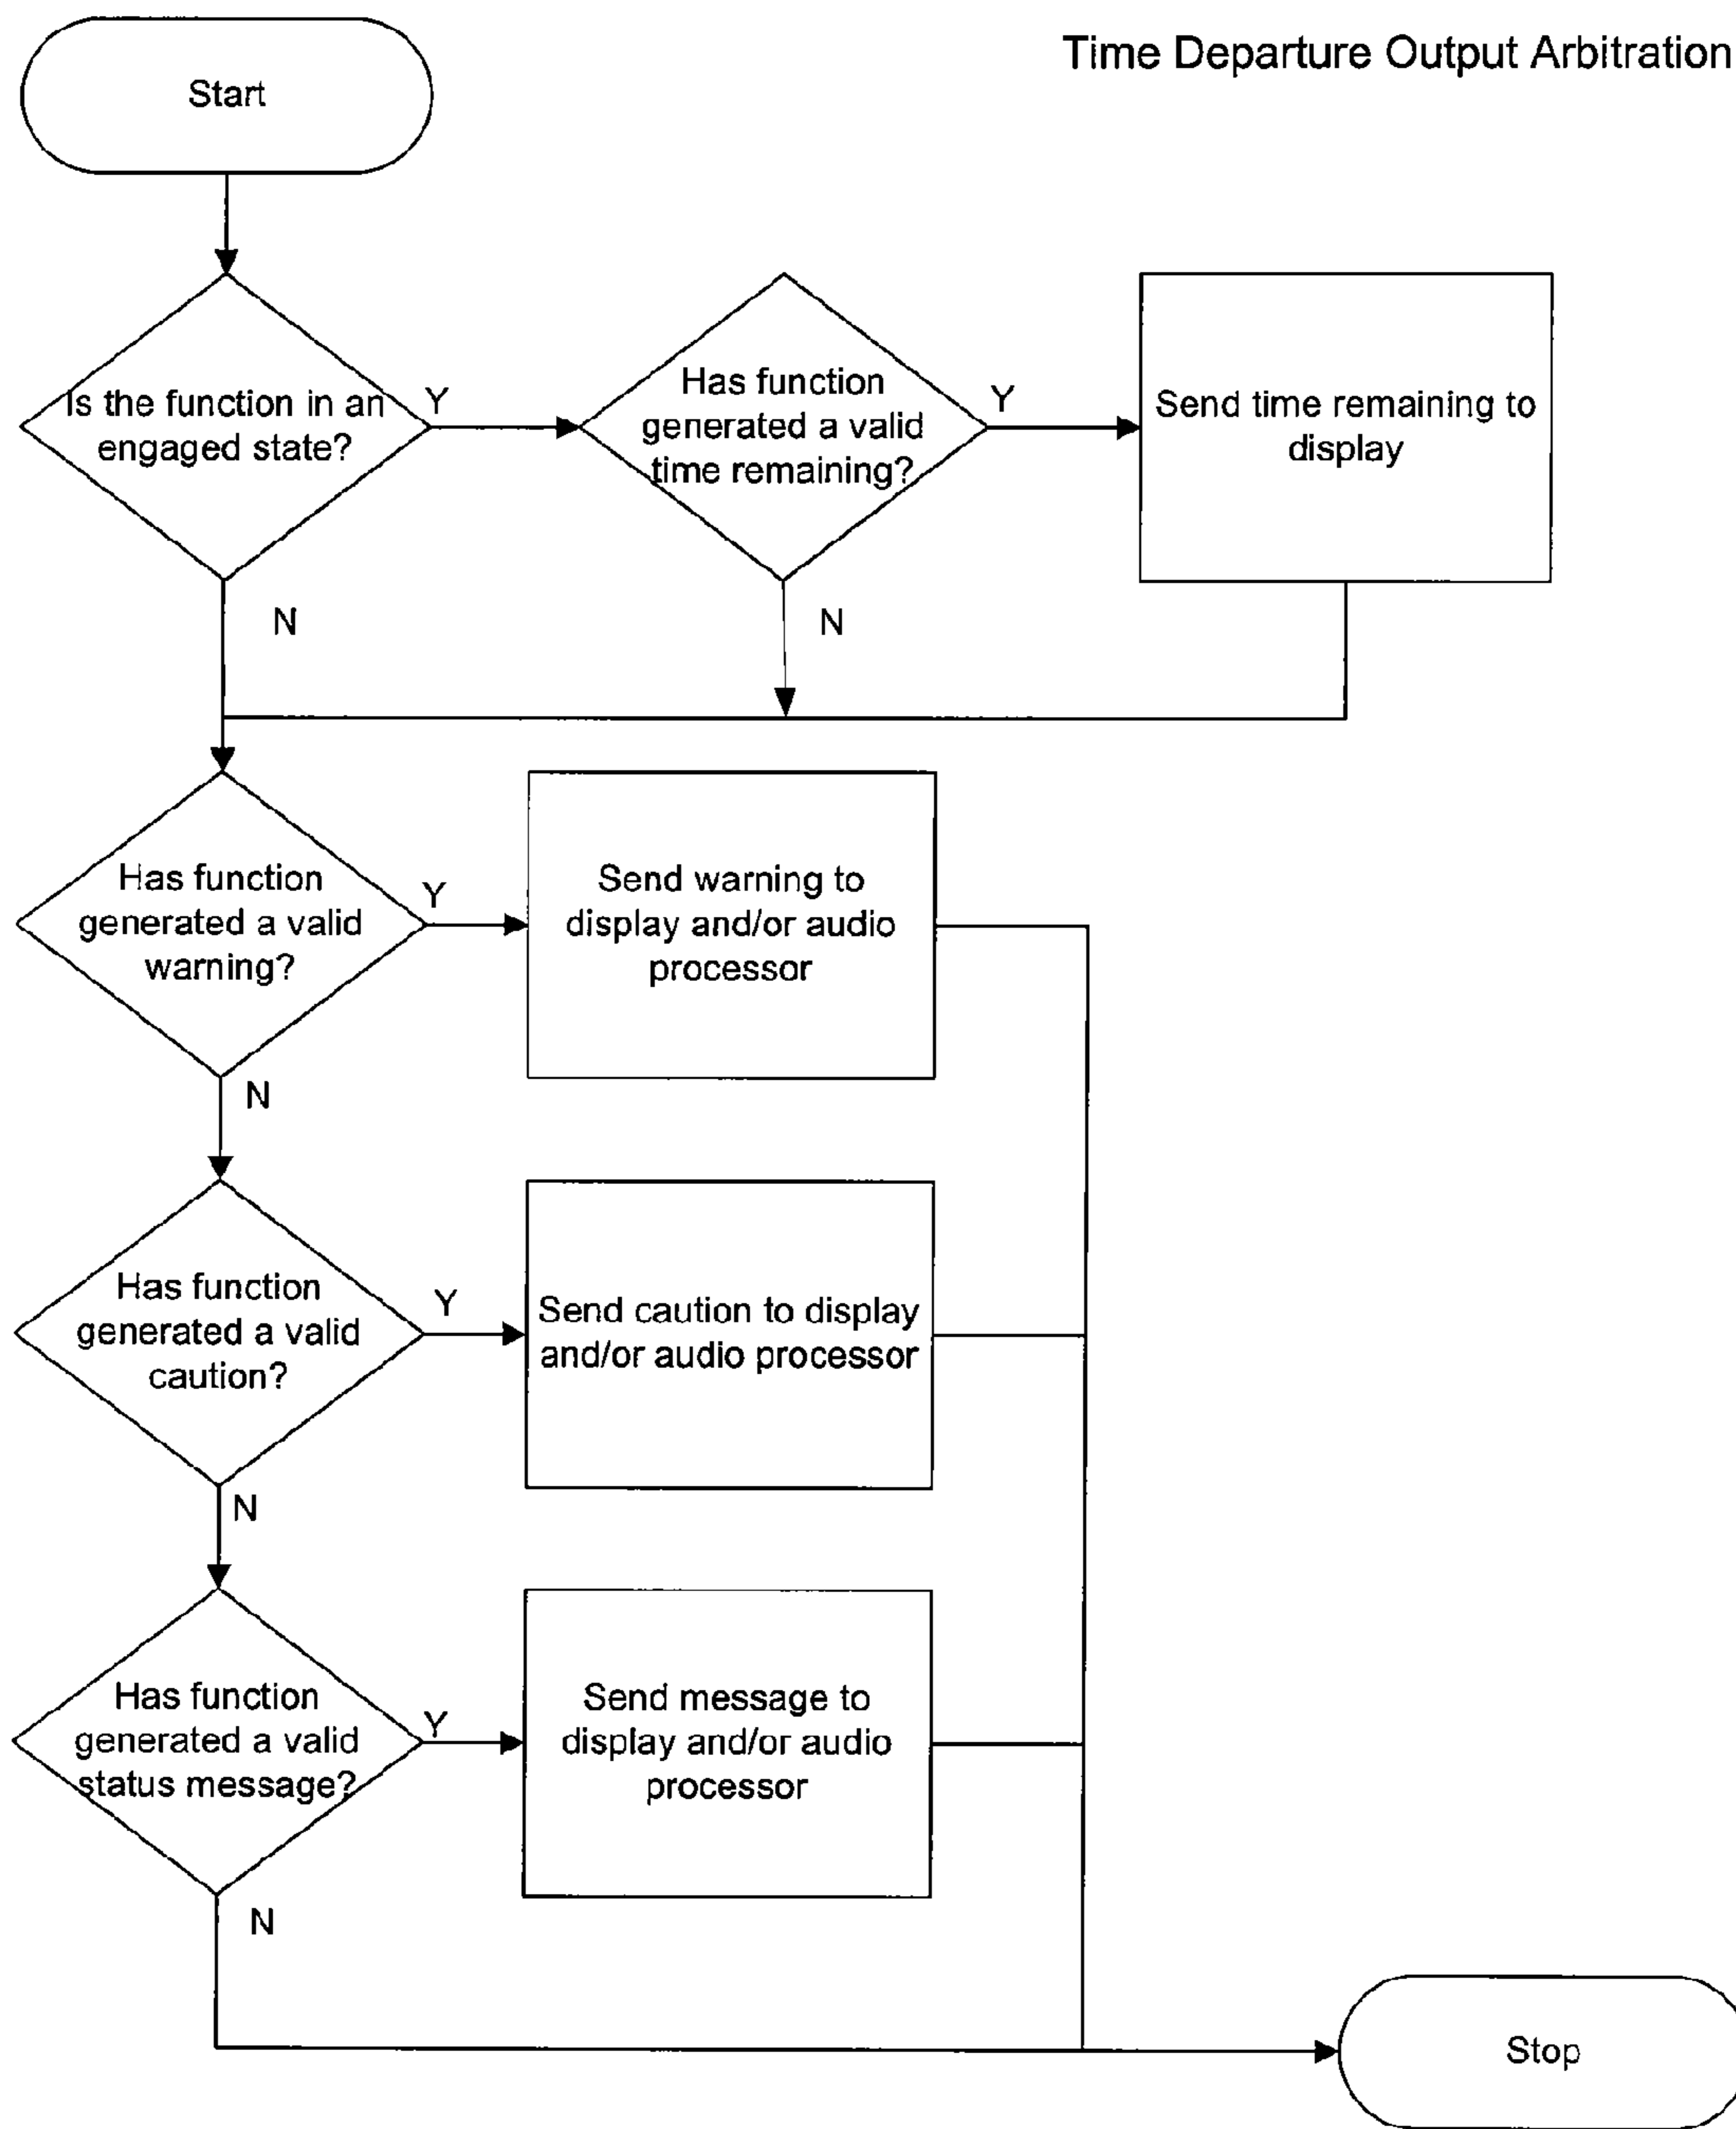 Time Departure Output Arbitration
Start
Is the function in an
engaged state?
Y
Has function
generated a valid
time remaining?
Y
Send time remaining to
display
N
N
Has function
generated a valid
warning?
Y
Send warning to
display and/or audio
processor
N
Has function
generated a valid
caution?
Y
Send caution to display
and/or audio processor
N
Has function
generated a valid
status message?
Y
Send message to
display and/or audio
processor
N
Stop